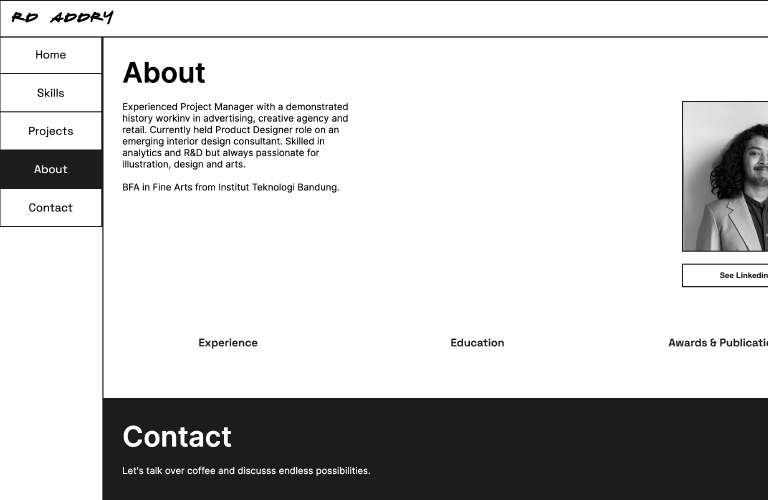 RD ADDRY
Home
Skills
Projects
About
Contact
About
Experienced Project Manager with a demonstrated
history workinv in advertising, creative agency and
retail. Currently held Product Designer role on an
emerging interior design consultant. Skilled in
analytics and R&D but always passionate for
illustration, design and arts.
BFA in Fine Arts from Institut Teknologi Bandung.
See Linkedin
Experience
Education
Awards & Publicati
Contact
Let's talk over coffee and discusss endless possibilities.